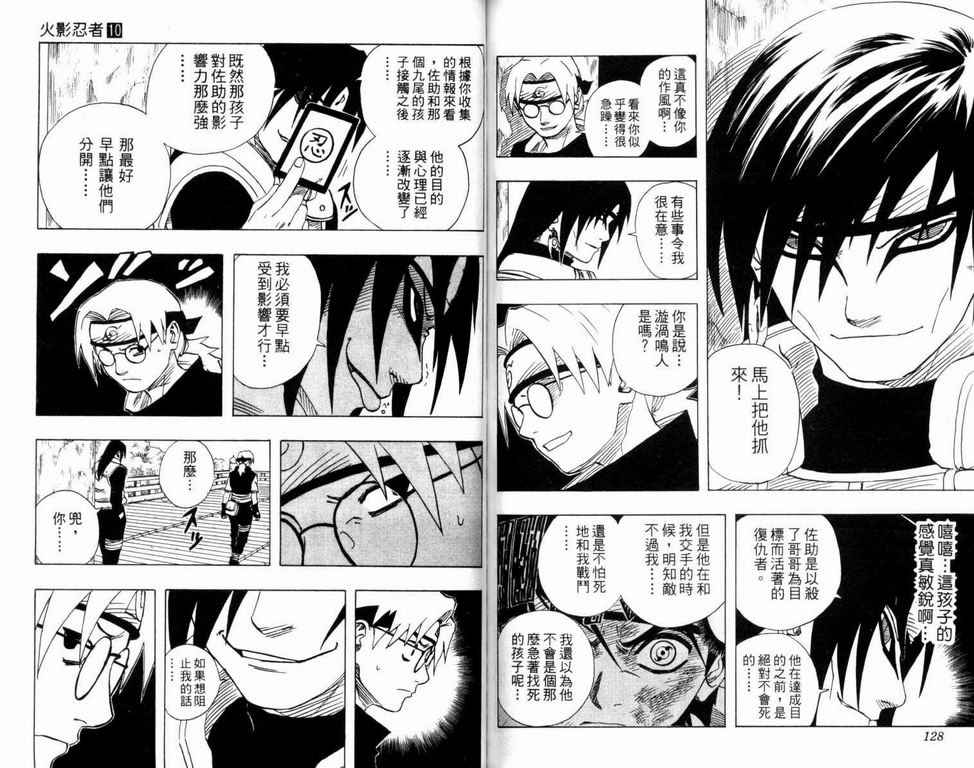 馬上把他抓
來！
這真不像你
的作風啊…
看來你似
乎變得很
急躁…
有些事令我
很在意……
你是說…
漩渦鳴人
是嗎？
嘻嘻…這孩子的
感覺真敏銳啊…
佐助是以殺
了哥哥為目
標而活著的
復仇者。
他在達成目
的之前，是
絕對不會死
的…
但是他在和
我交手的時
候，明知敵
不過我……
還是不怕死
地和我戰鬥
……
我還以為他
不會是個那
麼急著找死
的孩子呢…
128
火影忍者10
根據你收集
的情報來看
，佐助和那
個九尾的孩
子接觸之後
……
他的目的
與心理已經
逐漸改變了
……
忍
既然那孩子
對佐助的影
響力那麼強
……
那最好
早點讓他們
分開……
我必須要早點
受到影響才行…
那麼…
兜，
你…
如果想阻
止我的話